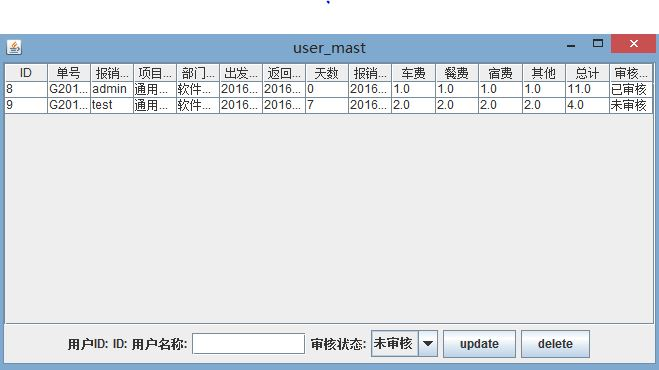 user_mast
ID 单号 报销... 项目... 部门... 出发... 返回... 天数 报销... 车费 餐费 宿费 其他 总计 审核...
8 G201... admin 通用... 软件... 2016... 2016... 0 2016... 1.0 1.0 1.0 1.0 11.0 已审核
9 G201... test 通用... 软件... 2016... 2016... 7 2016... 2.0 2.0 2.0 2.0 4.0 未审核
用户ID: ID: 用户名称: 审核状态: 未审核 update delete